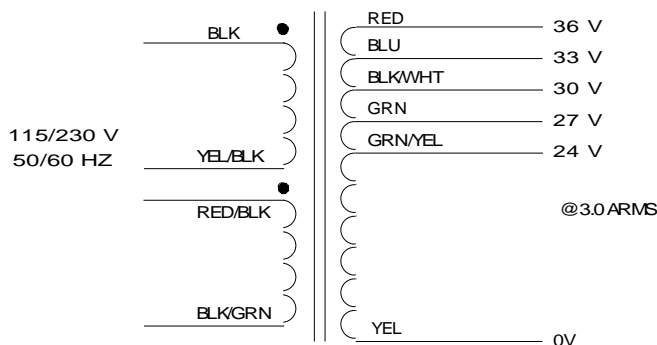 BLK
115/230 V
50/60 HZ
YEL/BLK
RED/BLK
BLK/GRN
RED
36 V
BLU
33 V
BLK/WHT
30 V
GRN
27 V
GRN/YEL
24 V
@3.0 ARMS
YEL
0V